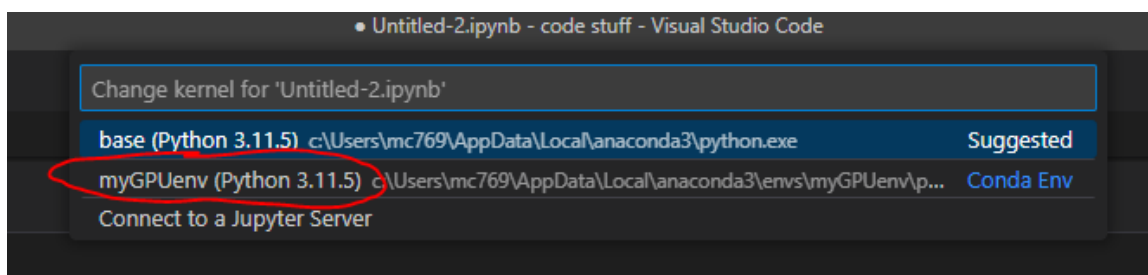 ● Untitled-2.ipynb - code stuff - Visual Studio Code
Change kernel for 'Untitled-2.ipynb'
base (Python 3.11.5) c:\Users\mc769\AppData\Local\anaconda3\python.exe Suggested
myGPUenv (Python 3.11.5) c:\Users\mc769\AppData\Local\anaconda3\envs\myGPUenv\p... Conda Env
Connect to a Jupyter Server